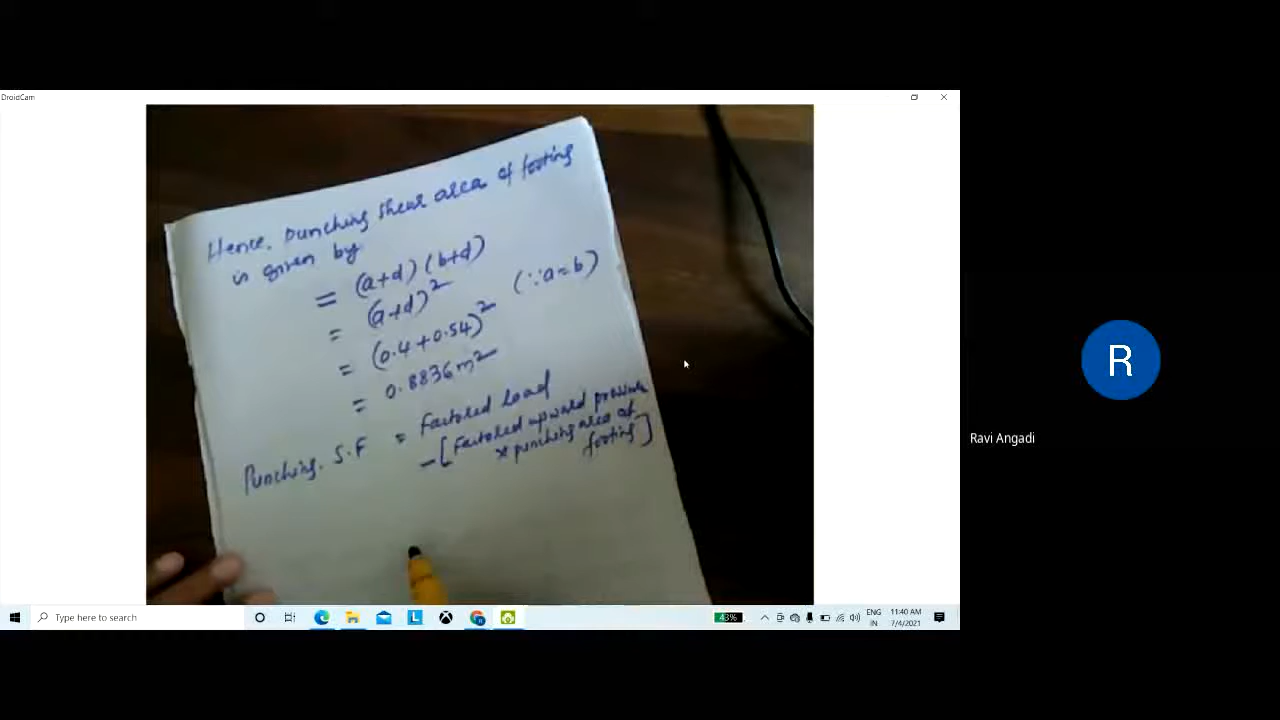 DroidCam
Hence, punching shear area of footing
is given by
= (a+d) (b+d)
= (a+d)² (∵ a=b)
= (0.4 + 0.54)²
= 0.8836 m²
Punching. S.F = Factored load
- [Factored upward pressure
x punching area of
footing]
R
Ravi Angadi
Type here to search
43%
ENG
IN
11:40 AM
7/4/2021